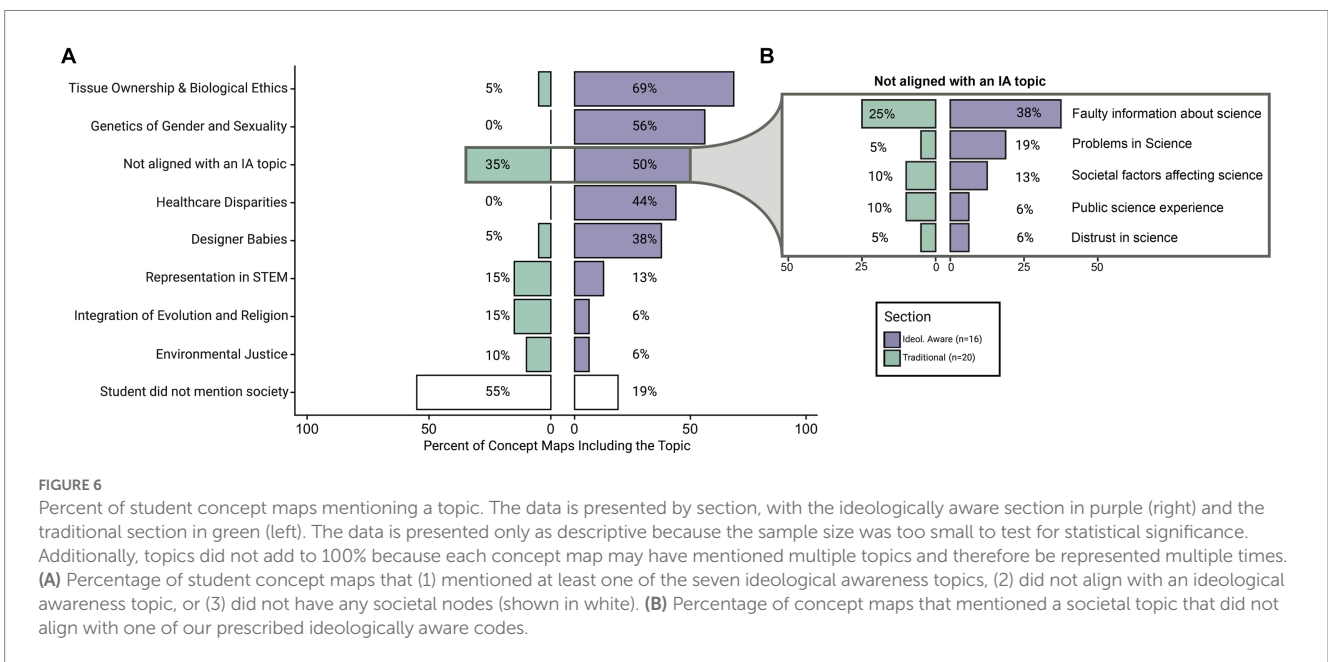 A
Tissue Ownership & Biological Ethics
5%
69%
Genetics of Gender and Sexuality
0%
56%
Not aligned with an IA topic
35%
50%
Healthcare Disparities
0%
44%
Designer Babies
5%
38%
Representation in STEM
15%
13%
Integration of Evolution and Religion
15%
6%
Environmental Justice
10%
6%
Student did not mention society
55%
19%
100 50 0 0 50 100
Percent of Concept Maps Including the Topic
B
Not aligned with an IA topic
25% 38% Faulty information about science
5% 19% Problems in Science
10% 13% Societal factors affecting science
10% 6% Public science experience
5% 6% Distrust in science
50 25 0 0 25 50
Section
Ideol. Aware (n=16)
Traditional (n=20)
FIGURE 6
Percent of student concept maps mentioning a topic. The data is presented by section, with the ideologically aware section in purple (right) and the
traditional section in green (left). The data is presented only as descriptive because the sample size was too small to test for statistical significance.
Additionally, topics did not add to 100% because each concept map may have mentioned multiple topics and therefore be represented multiple times.
(A) Percentage of student concept maps that (1) mentioned at least one of the seven ideological awareness topics, (2) did not align with an ideological
awareness topic, or (3) did not have any societal nodes (shown in white). (B) Percentage of concept maps that mentioned a societal topic that did not
align with one of our prescribed ideologically aware codes.